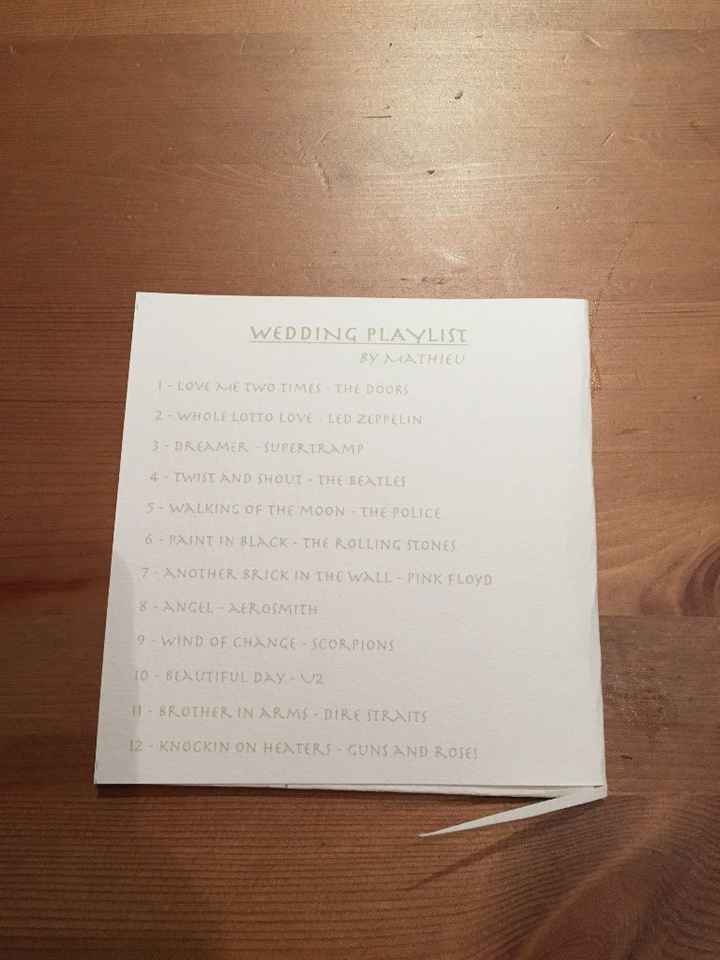 WEDDING PLAYLIST
BY MATHIEU
1 - LOVE ME TWO TIMES - THE DOORS
2 - WHOLE LOTTO LOVE - LED ZEPPELIN
3 - DREAMER - SUPERTRAMP
4 - TWIST AND SHOUT - THE BEATLES
5 - WALKING OF THE MOON - THE POLICE
6 - PAINT IN BLACK - THE ROLLING STONES
7 - ANOTHER BRICK IN THE WALL - PINK FLOYD
8 - ANGEL - AEROSMITH
9 - WIND OF CHANGE - SCORPIONS
10 - BEAUTIFUL DAY - U2
11 - BROTHER IN ARMS - DIRE STRAITS
12 - KNOCKIN ON HEATERS - GUNS AND ROSES